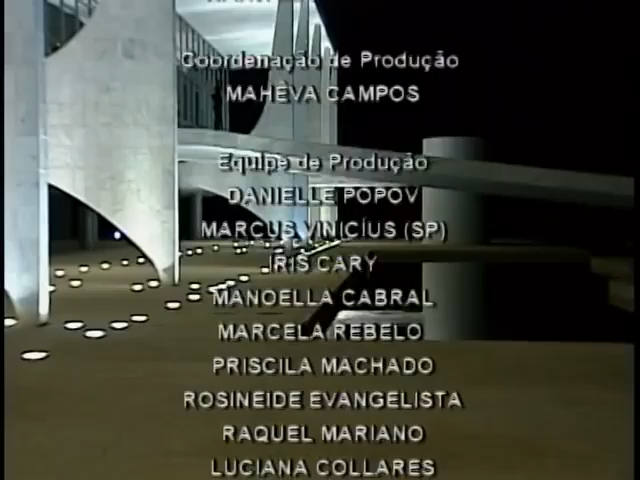 Coordenação de Produção
MAHÊVA CAMPOS
Equipe de Produção
DANIELLE POPOV
MARCUS VINICÍUS (SP)
IRIS CARY
MANOELLA CABRAL
MARCELA REBELO
PRISCILA MACHADO
ROSINEIDE EVANGELISTA
RAQUEL MARIANO
LUCIANA COLLARES